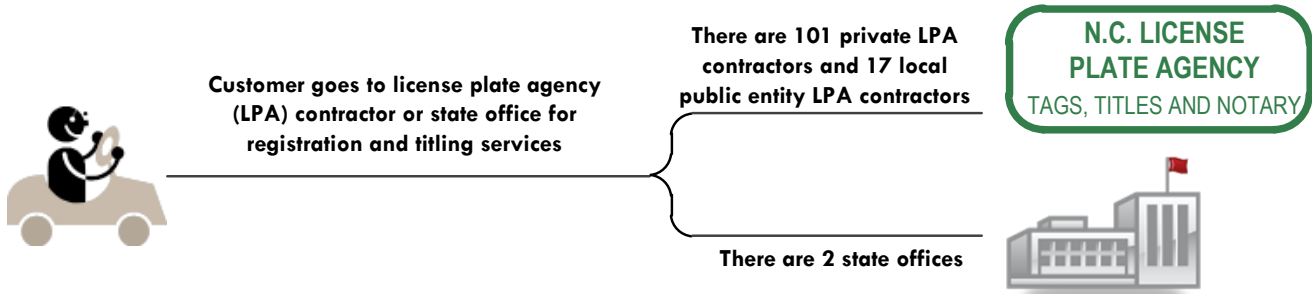 Customer goes to license plate agency
(LPA) contractor or state office for
registration and titling services
There are 101 private LPA
contractors and 17 local
public entity LPA contractors
N.C. LICENSE
PLATE AGENCY
TAGS, TITLES AND NOTARY
There are 2 state offices